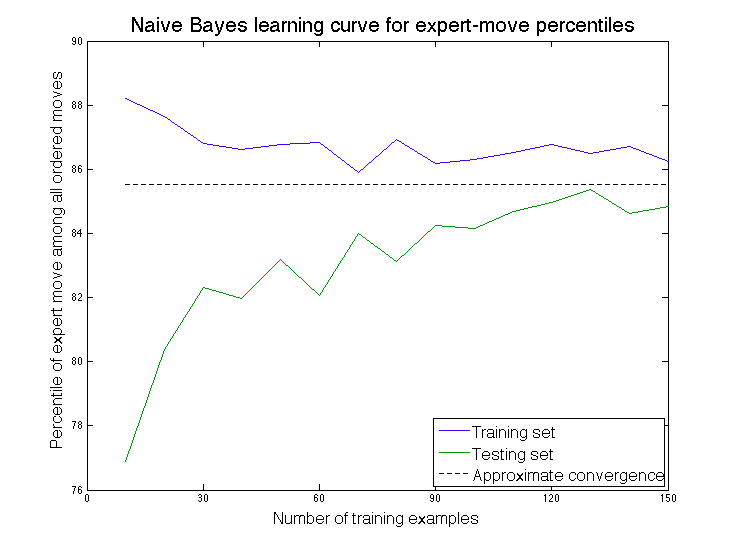 Naive Bayes learning curve for expert-move percentiles
Percentile of expert move among all ordered moves
90
88
86
84
82
80
78
76
0
30
60
90
120
150
Number of training examples
Training set
Testing set
Approximate convergence